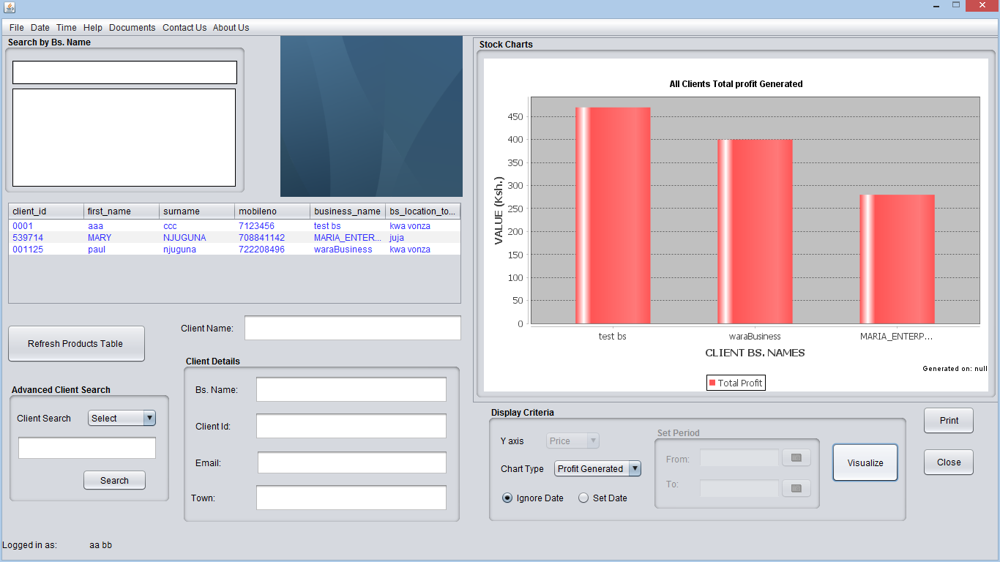 File Date Time Help Documents Contact Us About Us
Search by Bs. Name
client_id first_name surname mobileno business_name bs_location_to...
0001 aaa ccc 7123456 test bs kwa vonza
539714 MARY NJUGUNA 708841142 MARIA_ENTER... juja
001125 paul njuguna 722208496 waraBusiness kwa vonza
Refresh Products Table
Client Name:
Client Details
Bs. Name:
Client Id:
Email:
Town:
Advanced Client Search
Client Search Select
Search
Logged in as: aa bb
Stock Charts
All Clients Total profit Generated
VALUE (Ksh.)
450
400
350
300
250
200
150
100
50
0
test bs waraBusiness MARIA_ENTERP...
CLIENT BS. NAMES
Generated on: null
Total Profit
Display Criteria
Y axis Price
Chart Type Profit Generated
Ignore Date Set Date
Set Period
From:
To:
Visualize
Print
Close